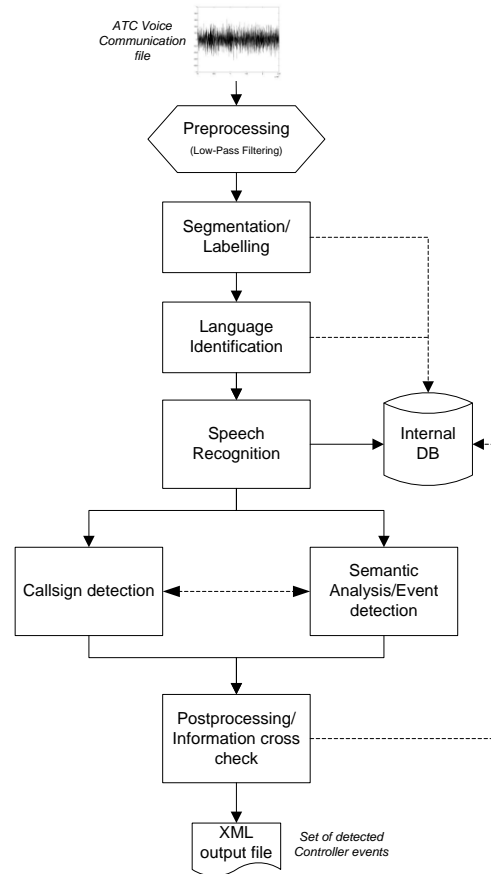 ATC Voice
Communication
file
Preprocessing
(Low-Pass Filtering)
Segmentation/
Labelling
Language
Identification
Speech
Recognition
Internal
DB
Callsign detection
Semantic
Analysis/Event
detection
Postprocessing/
Information cross
check
XML
output file
Set of detected
Controller events